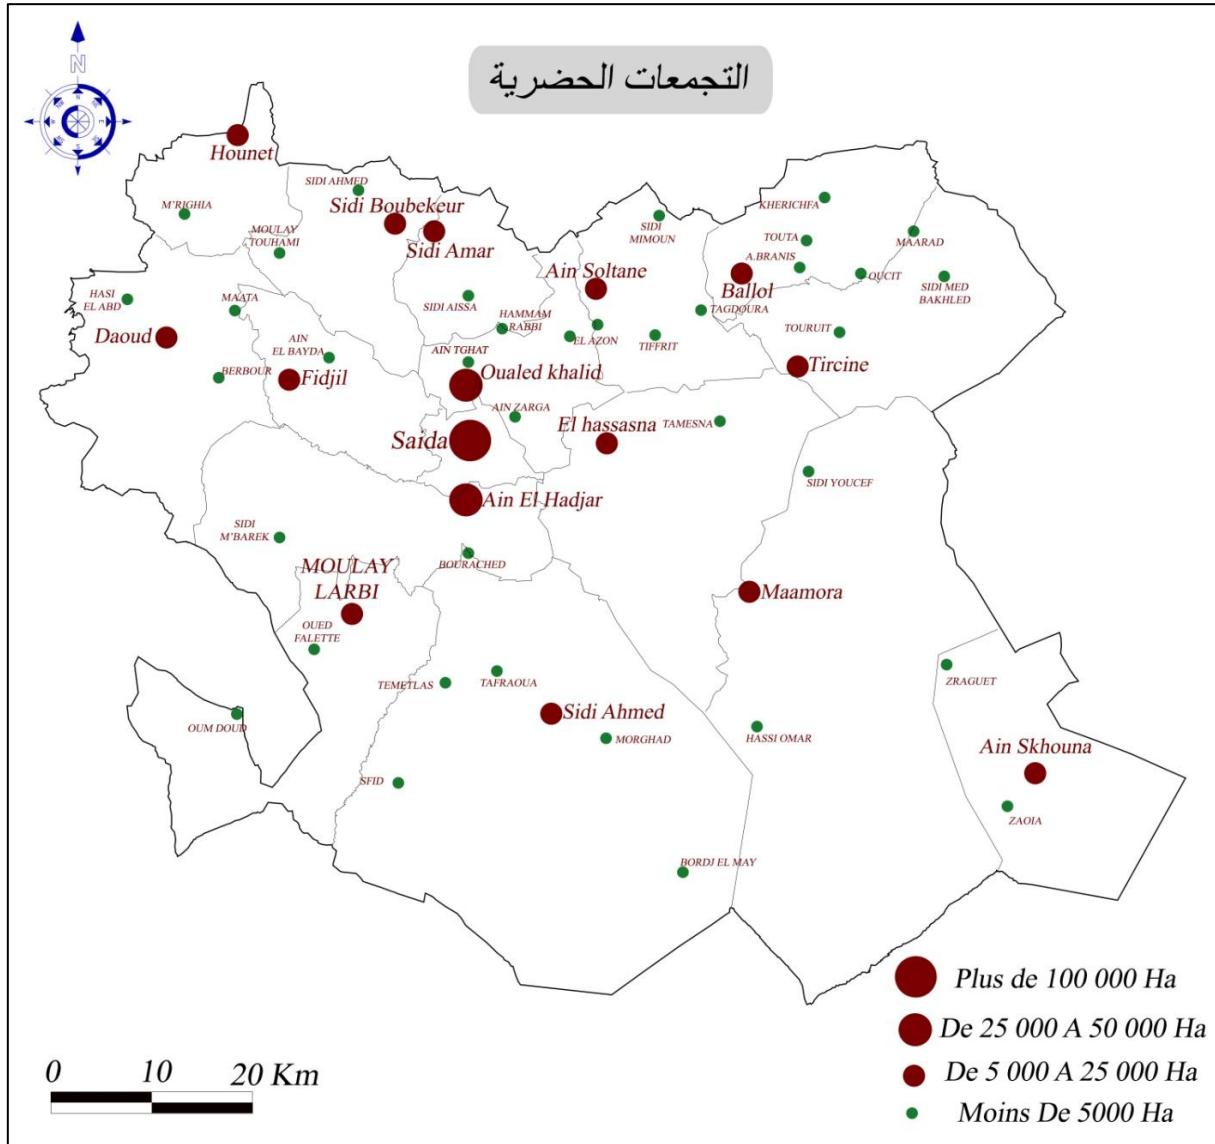 التجمعات الحضرية
N
Hounet
SIDI AHMED
M'RIGHIA
Sidi Boubekeur
MOULAY
TOUHAMI
Sidi Amar
SIDI
MIMOUN
KHERICHFA
TOUTA
MAARAD
A.BRANIS
Ain Soltane
Ballol
OUCIT
SIDI MED
BAKHLED
HASI
EL ABD
MAATA
SIDI AISSA
HAMMAM
RABBI
TAGDOURA
Daoud
AIN
EL BAYDA
EL AZON
TIFFRIT
TOURUIT
AIN TGHAT
BERBOUR
Fidjil
Oualed khalid
Tircine
AIN ZARGA
El hassasna
TAMESNA
Saida
SIDI YOUCEF
Ain El Hadjar
SIDI
M'BAREK
BOURACHED
MOULAY
LARBI
Maamora
OUED
FALETTE
ZRAGUET
TEMETLAS
TAFRAOUA
Sidi Ahmed
OUM DOUD
MORGHAD
HASSI OMAR
Ain Skhouna
SFID
ZAOIA
BORDJ EL MAY
Plus de 100 000 Ha
De 25 000 A 50 000 Ha
De 5 000 A 25 000 Ha
Moins De 5000 Ha
0 10 20 Km